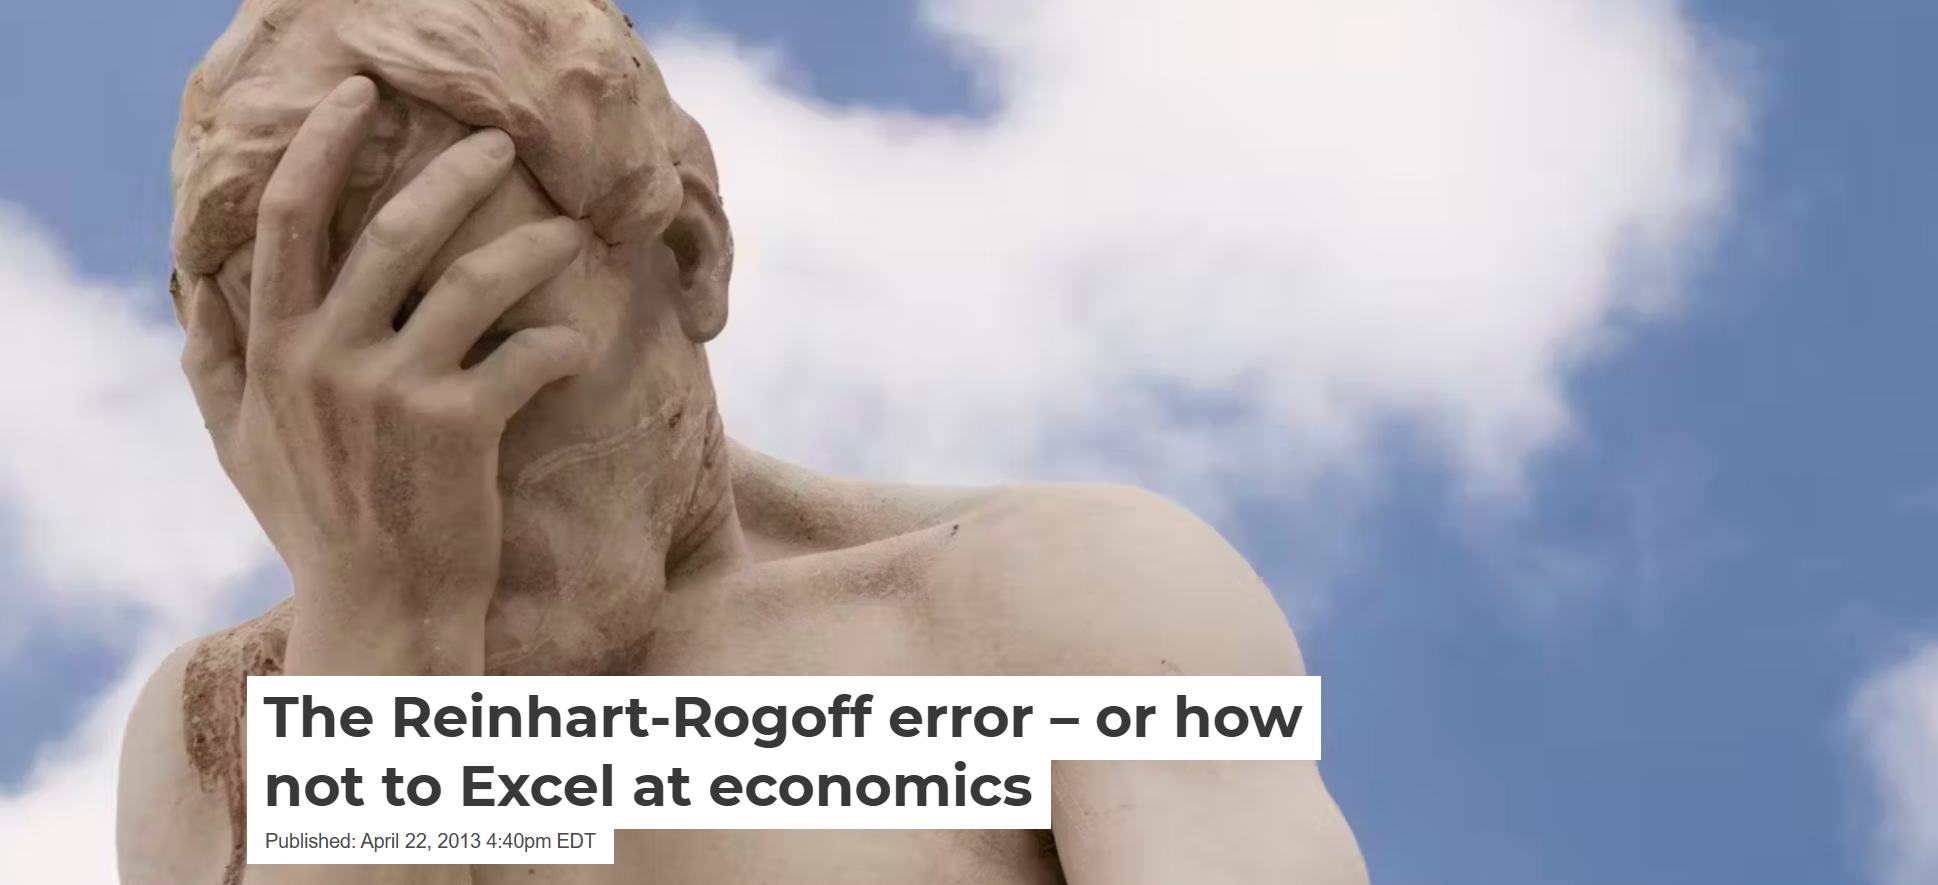 The Reinhart-Rogoff error – or how
not to Excel at economics
Published: April 22, 2013 4:40pm EDT